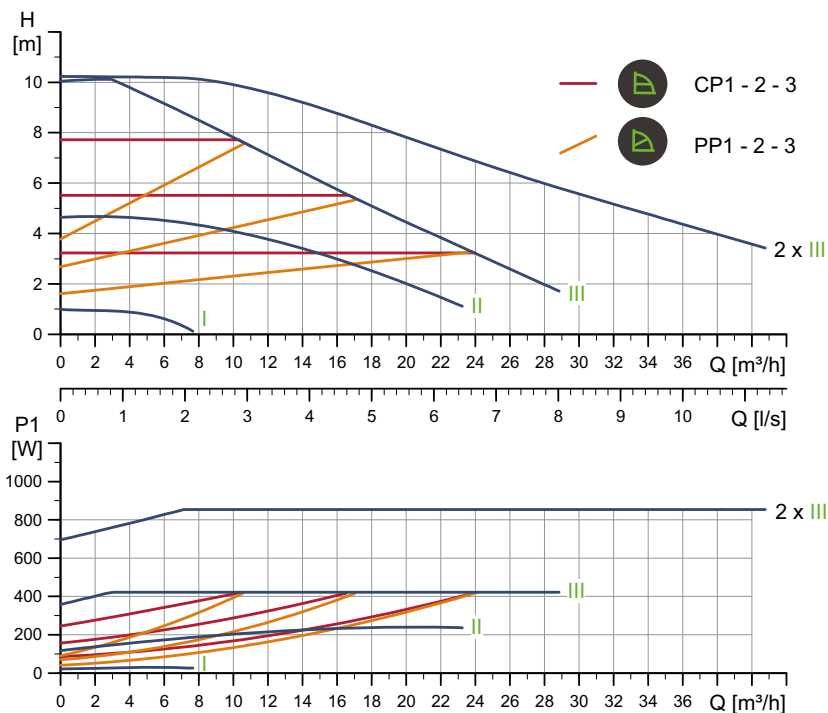 H
[m]
10
8
6
4
2
0
CP1 - 2 - 3
PP1 - 2 - 3
2 x III
III
II
I
0 2 4 6 8 10 12 14 16 18 20 22 24 26 28 30 32 34 36 Q [m³/h]
0 1 2 3 4 5 6 7 8 9 10 Q [l/s]
P1
[W]
1000
800
600
400
200
0
2 x III
III
II
I
0 2 4 6 8 10 12 14 16 18 20 22 24 26 28 30 32 34 36 Q [m³/h]